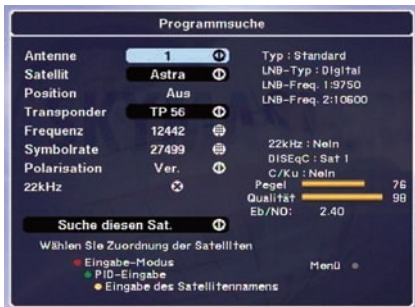 Programmsuche
Antenne 1
Satellit Astra
Position Aus
Transponder TP 56
Frequenz 12442
Symbolrate 27499
Polarisation Ver.
22kHz
Suche diesen Sat.
Typ : Standard
LNB-Typ : Digital
LNB-Freq. 1:9750
LNB-Freq. 2:10600
22kHz : Nein
DISEqC : Sat 1
C/Ku : Nein
Pegel 76
Qualität 98
Eb/NO: 2.40
Wählen Sie Zuordnung der Satelliten
Eingabe-Modus
PID-Eingabe
Eingabe des Satellitennamens
Menü